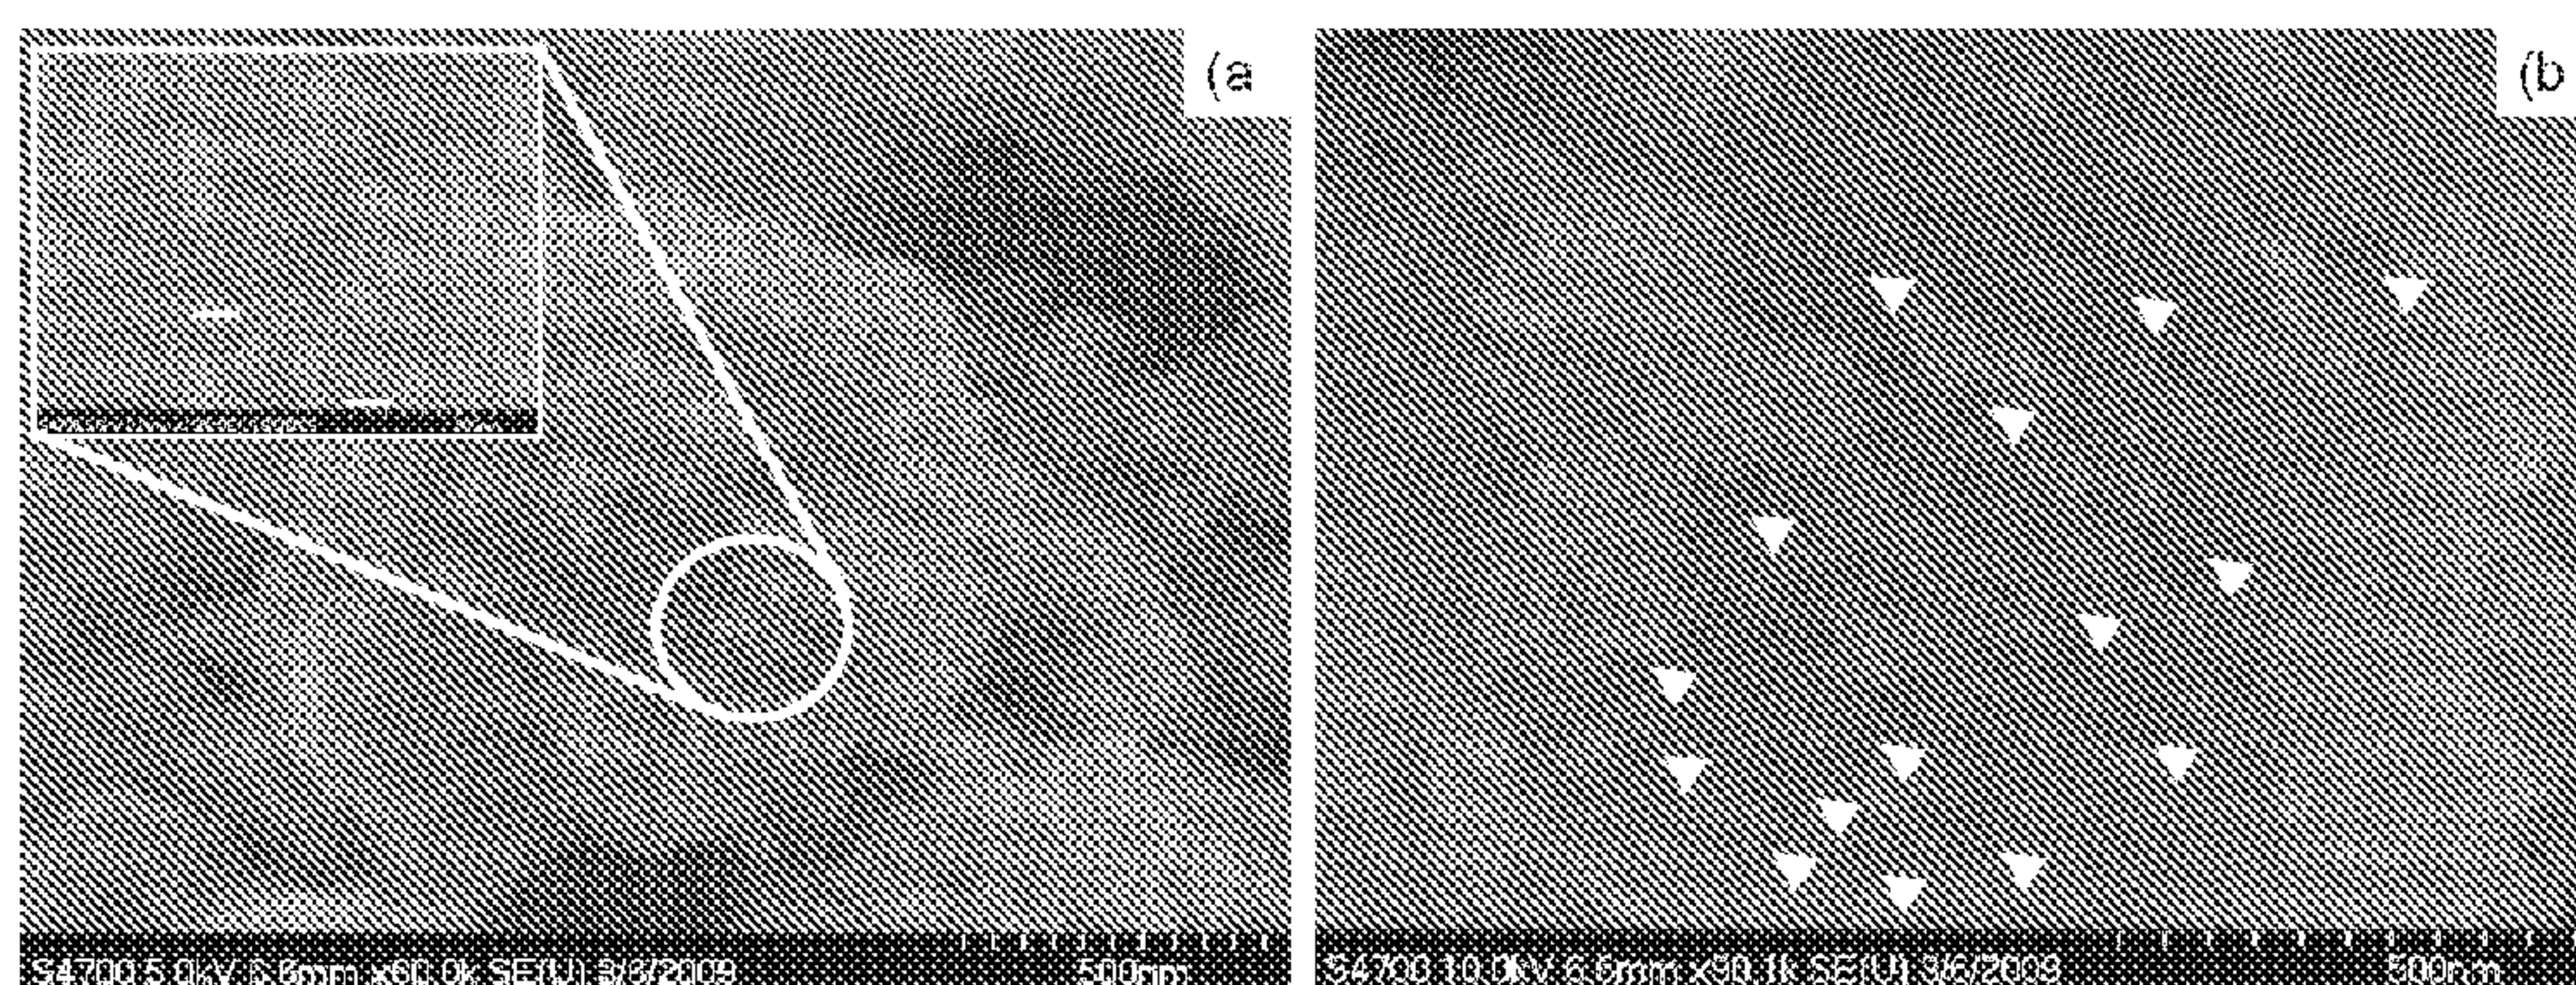 (a
(b
S4700 5.0kV 6.6mm x60.0k SE(U) 3/6/2009
500nm
S4700 10.0kV 6.6mm x90.1k SE(U) 3/6/2009
500nm